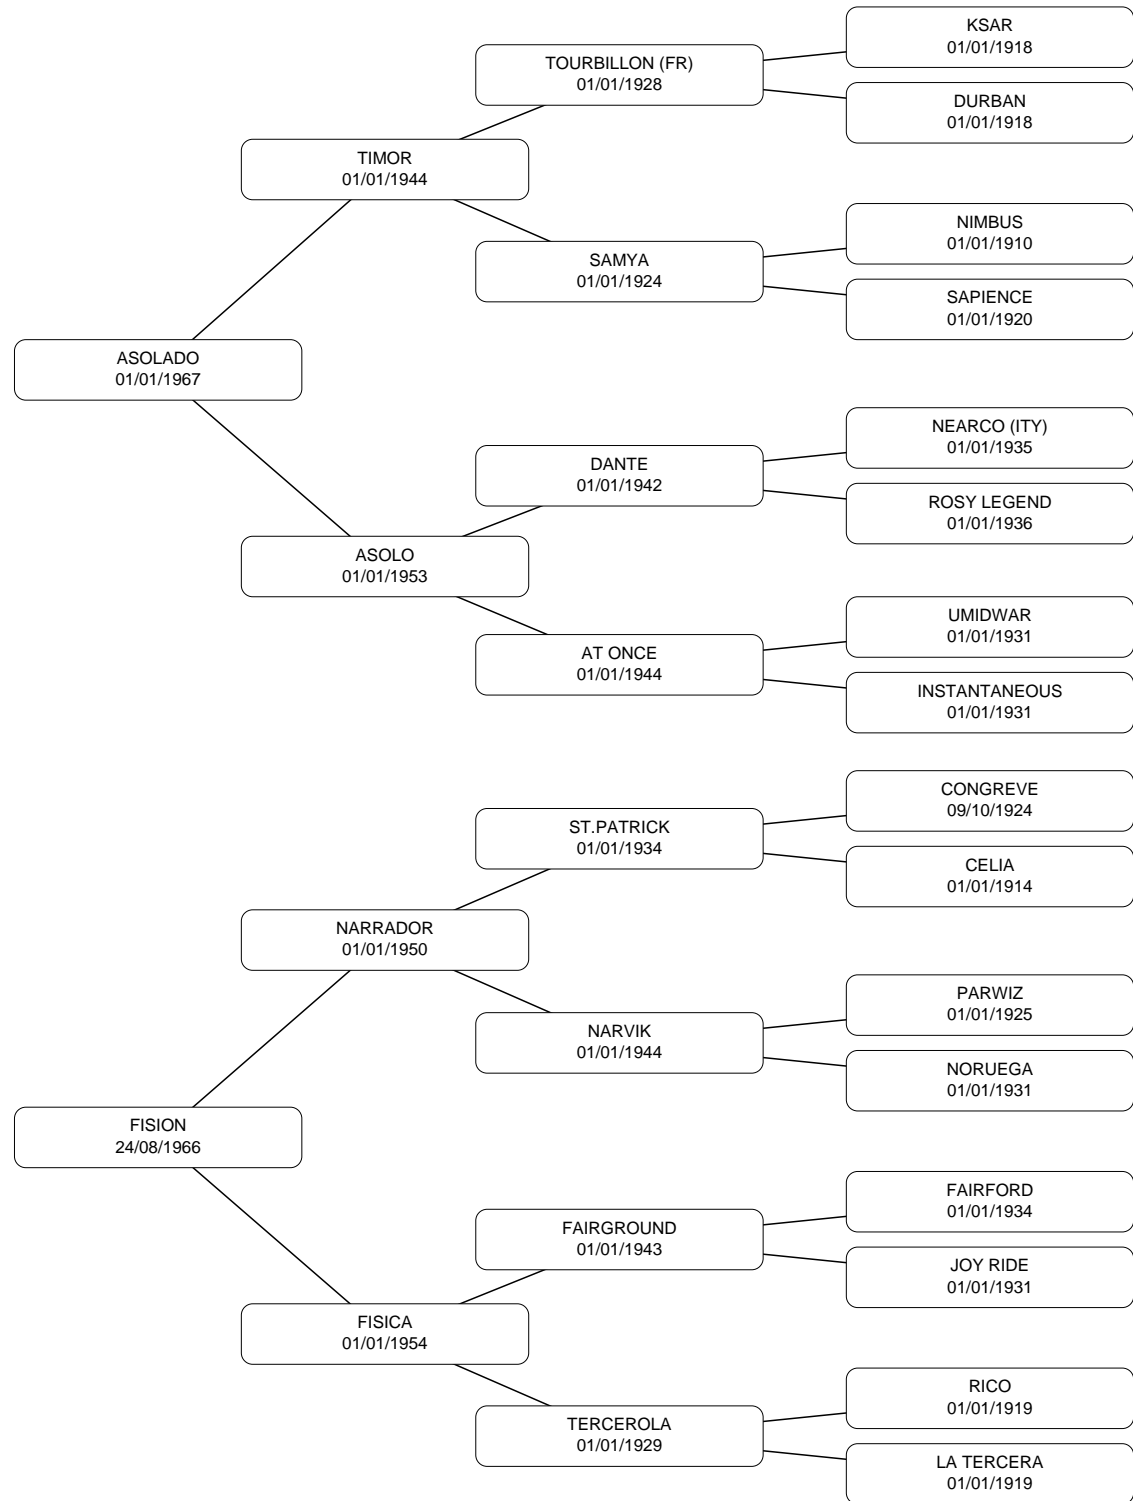 KSAR
01/01/1918
TOURBILLON (FR)
01/01/1928
DURBAN
01/01/1918
TIMOR
01/01/1944
NIMBUS
01/01/1910
SAMYA
01/01/1924
SAPIENCE
01/01/1920
ASOLADO
01/01/1967
NEARCO (ITY)
01/01/1935
DANTE
01/01/1942
ROSY LEGEND
01/01/1936
ASOLO
01/01/1953
UMIDWAR
01/01/1931
AT ONCE
01/01/1944
INSTANTANEOUS
01/01/1931
CONGREVE
09/10/1924
ST.PATRICK
01/01/1934
CELIA
01/01/1914
NARRADOR
01/01/1950
PARWIZ
01/01/1925
NARVIK
01/01/1944
NORUEGA
01/01/1931
FISION
24/08/1966
FAIRFORD
01/01/1934
FAIRGROUND
01/01/1943
JOY RIDE
01/01/1931
FISICA
01/01/1954
RICO
01/01/1919
TERCEROLA
01/01/1929
LA TERCERA
01/01/1919